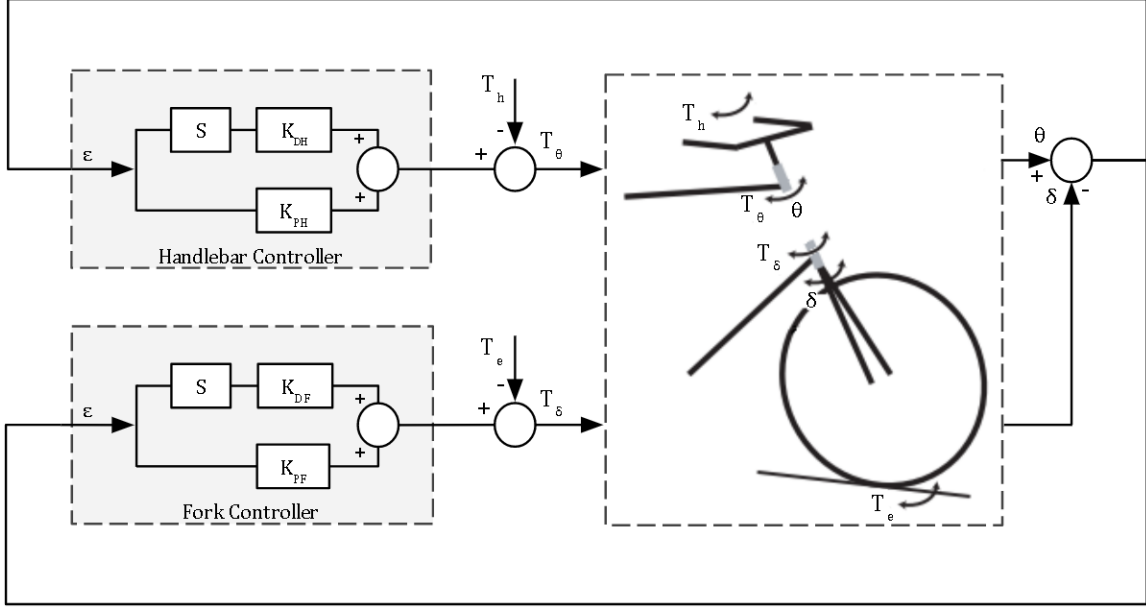 T_h
ε
S
K_DH
+
+
K_PH
Handlebar Controller
-
+
T_θ
T_h
T_θ
θ
T_δ
δ
T_e
θ
+
δ
-
ε
S
K_DF
+
+
K_PF
Fork Controller
T_e
-
+
T_δ